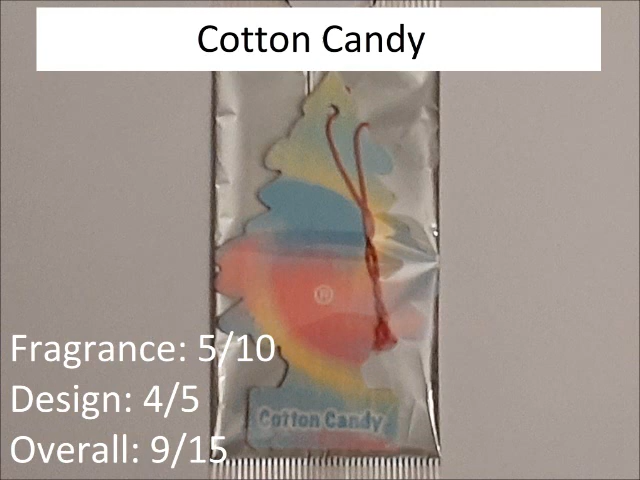 Cotton Candy
®
Fragrance: 5/10
Design: 4/5
Overall: 9/15
Cotton Candy